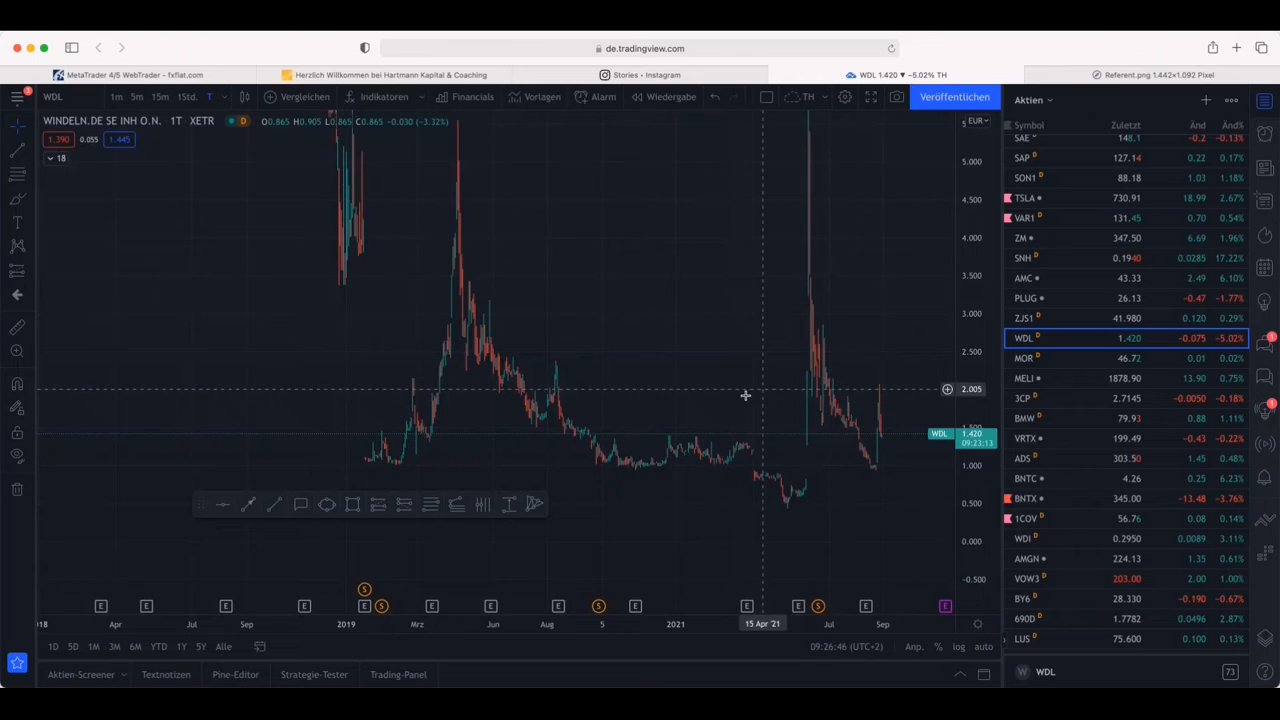 de.tradingview.com
MetaTrader 4/5 WebTrader - fxflat.com
Herzlich Willkommen bei Hartmann Kapital & Coaching
Stories • Instagram
WDL 1.420 ▼ −5.02% TH
Referent.png 1.442×1.092 Pixel
WDL 1m 5m 15m 1Std. T Vergleichen Indikatoren Financials Vorlagen Alarm Wiedergabe TH Veröffentlichen
WINDELN.DE SE INH O.N. · 1T · XETR D O0.865 H0.905 L0.865 C0.865 -0.030 (−3.32%)
1.390 0.055 1.445
18
EUR
5.000
4.500
4.000
3.500
3.000
2.500
2.005
WDL 1.420
09:23:13
1.000
0.500
0.000
-0.500
S
E E E E E S E E E S E E E S E E
2018 Apr Jul Sep 2019 Mrz Jun Aug 5 2021 15 Apr '21 Jul Sep
1D 5D 1M 3M 6M YTD 1Y 5Y Alle 09:26:46 (UTC+2) Anp. % log auto
Aktien-Screener Textnotizen Pine-Editor Strategie-Tester Trading-Panel
Aktien
Symbol Zuletzt Änd Änd%
SAE D 148.1 -0.2 −0.13%
SAP D 127.14 0.22 0.17%
SON1 D 88.18 1.03 1.18%
TSLA 730.91 18.99 2.67%
VAR1 D 131.45 0.70 0.54%
ZM 347.50 6.69 1.96%
SNH D 0.1940 0.0285 17.22%
AMC 43.33 2.49 6.10%
PLUG 26.13 -0.47 −1.77%
ZJS1 D 41.980 0.120 0.29%
WDL D 1.420 -0.075 −5.02%
MOR D 46.72 0.01 0.02%
MELI 1878.90 13.90 0.75%
3CP D 2.7145 -0.0050 −0.18%
BMW D 79.93 0.88 1.11%
VRTX 199.49 -0.43 −0.22%
ADS D 303.50 1.45 0.48%
BNTC 4.26 0.25 6.23%
BNTX 345.00 -13.48 −3.76%
1COV D 56.76 0.08 0.14%
WDI D 0.2950 0.0089 3.11%
AMGN 224.13 1.35 0.61%
VOW3 D 203.00 2.00 1.00%
BY6 D 28.330 -0.190 −0.67%
690D D 1.7782 0.0496 2.87%
LUS D 75.600 0.100 0.13%
W WDL 73